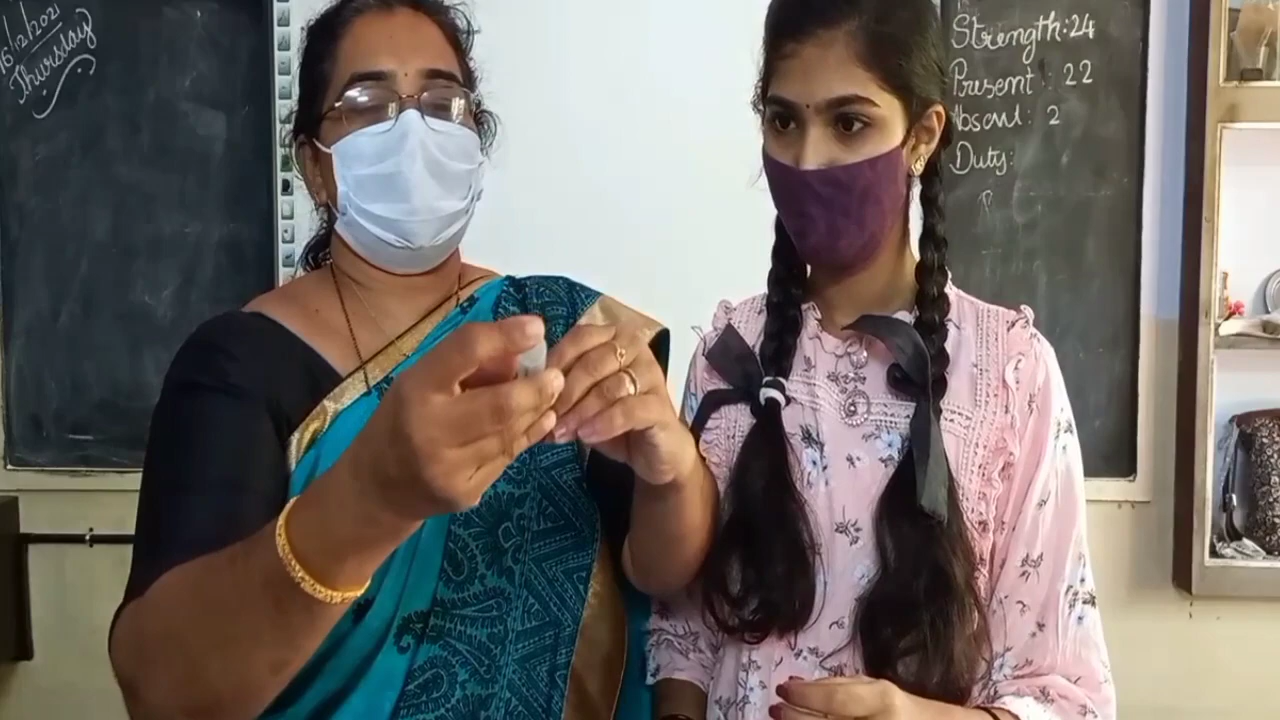 16/12/2021
Thursday
Strength: 24
Present : 22
Absent: 2
Duty: